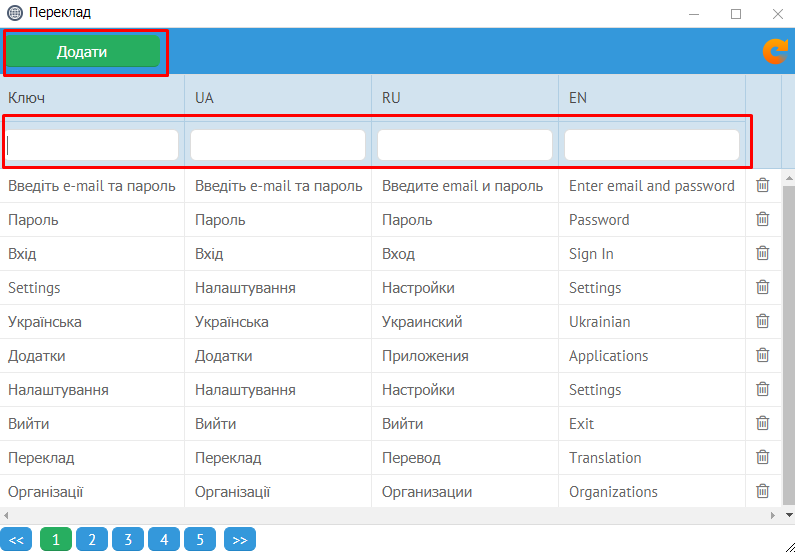 Переклад
Додати
Ключ UA RU EN
Введіть e-mail та пароль Введіть e-mail та пароль Введите email и пароль Enter email and password
Пароль Пароль Пароль Password
Вхід Вхід Вход Sign In
Settings Налаштування Настройки Settings
Українська Українська Украинский Ukrainian
Додатки Додатки Приложения Applications
Налаштування Налаштування Настройки Settings
Вийти Вийти Вийти Exit
Переклад Переклад Перевод Translation
Організації Організації Организации Organizations
<< 1 2 3 4 5 >>